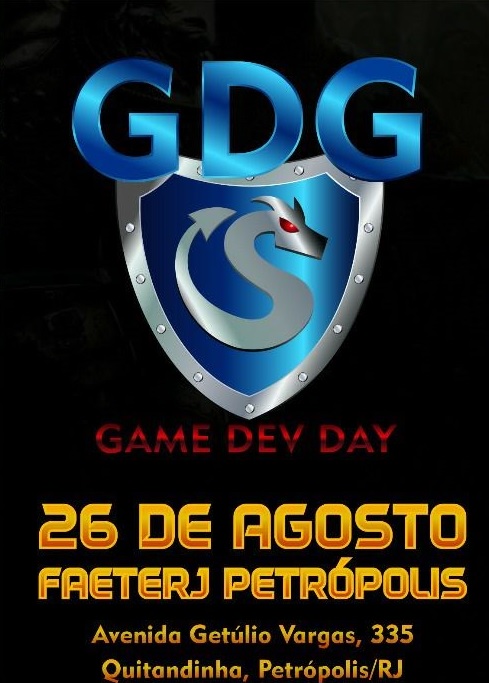 GDG
GAME DEV DAY
26 DE AGOSTO
FAETERJ PETRÓPOLIS
Avenida Getúlio Vargas, 335
Quitandinha, Petrópolis/RJ